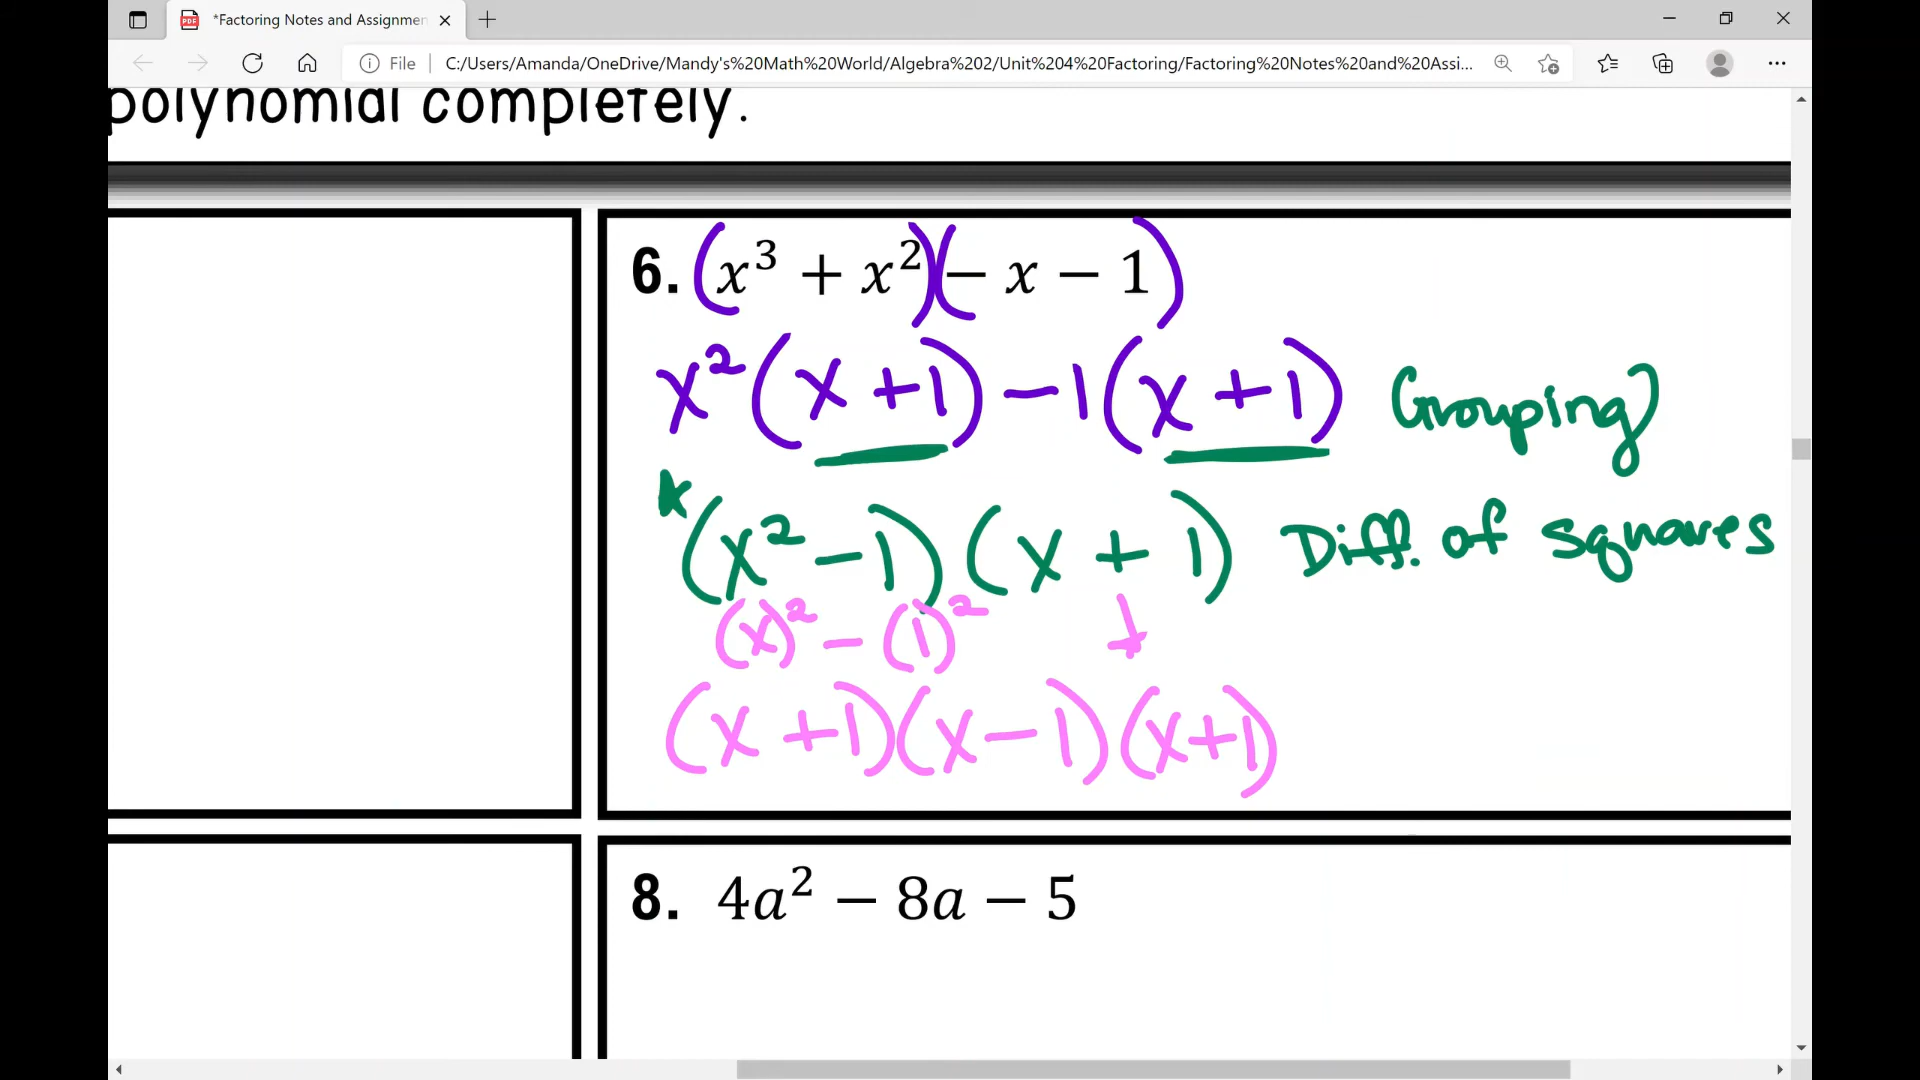 *Factoring Notes and Assignmen
File C:/Users/Amanda/OneDrive/Mandy's%20Math%20World/Algebra%202/Unit%204%20Factoring/Factoring%20Notes%20and%20Assi...
polynomial completely.
6. (x³ + x²)(− x − 1)
x²(x+1) −1(x+1) Grouping
*(x²−1)(x + 1) Diff. of squares
(x)² − (1)² ↓
(x+1)(x−1)(x+1)
8. 4a² − 8a − 5